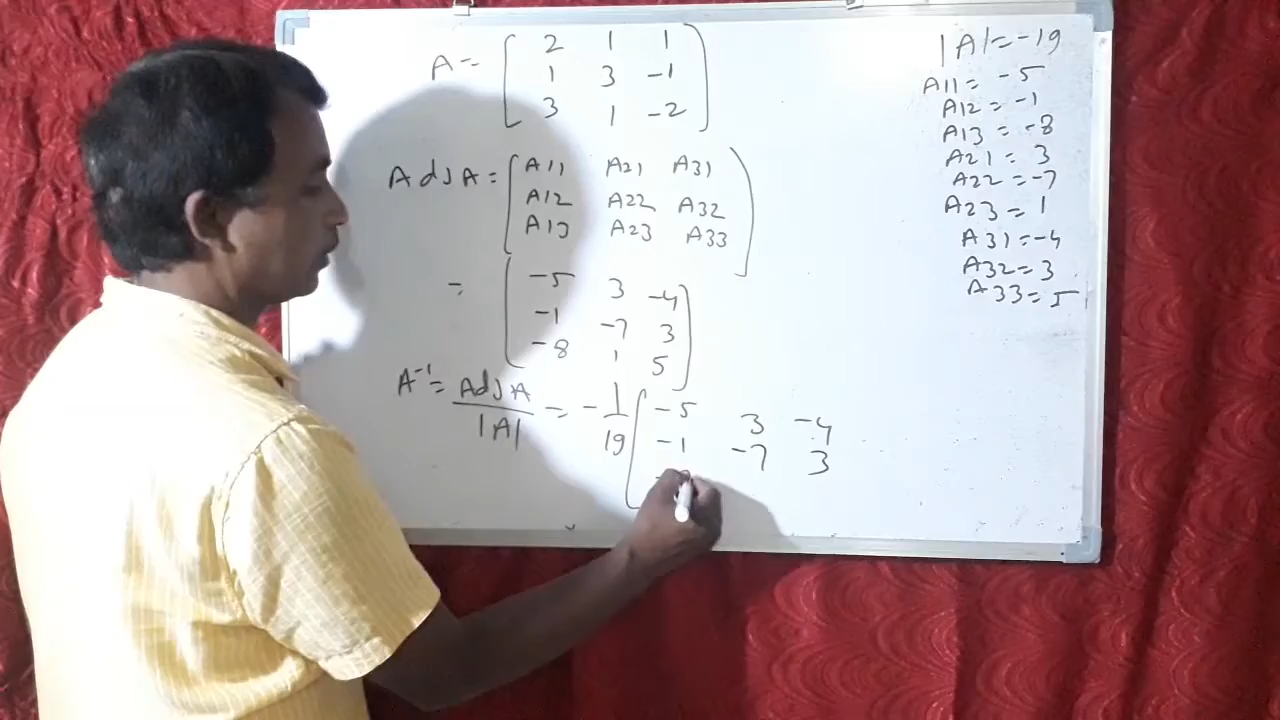 A = [ 2 1 1
1 3 -1
3 1 -2 ]
Adj A = [ A11 A21 A31
A12 A22 A32
A13 A23 A33 ]
= [ -5 3 -4
-1 -7 3
-8 1 5 ]
A⁻¹ = Adj A / |A| = -1/19 [ -5 3 -4
-1 -7 3
-
|A| = -19
A11 = -5
A12 = -1
A13 = -8
A21 = 3
A22 = -7
A23 = 1
A31 = -4
A32 = 3
A33 = 5